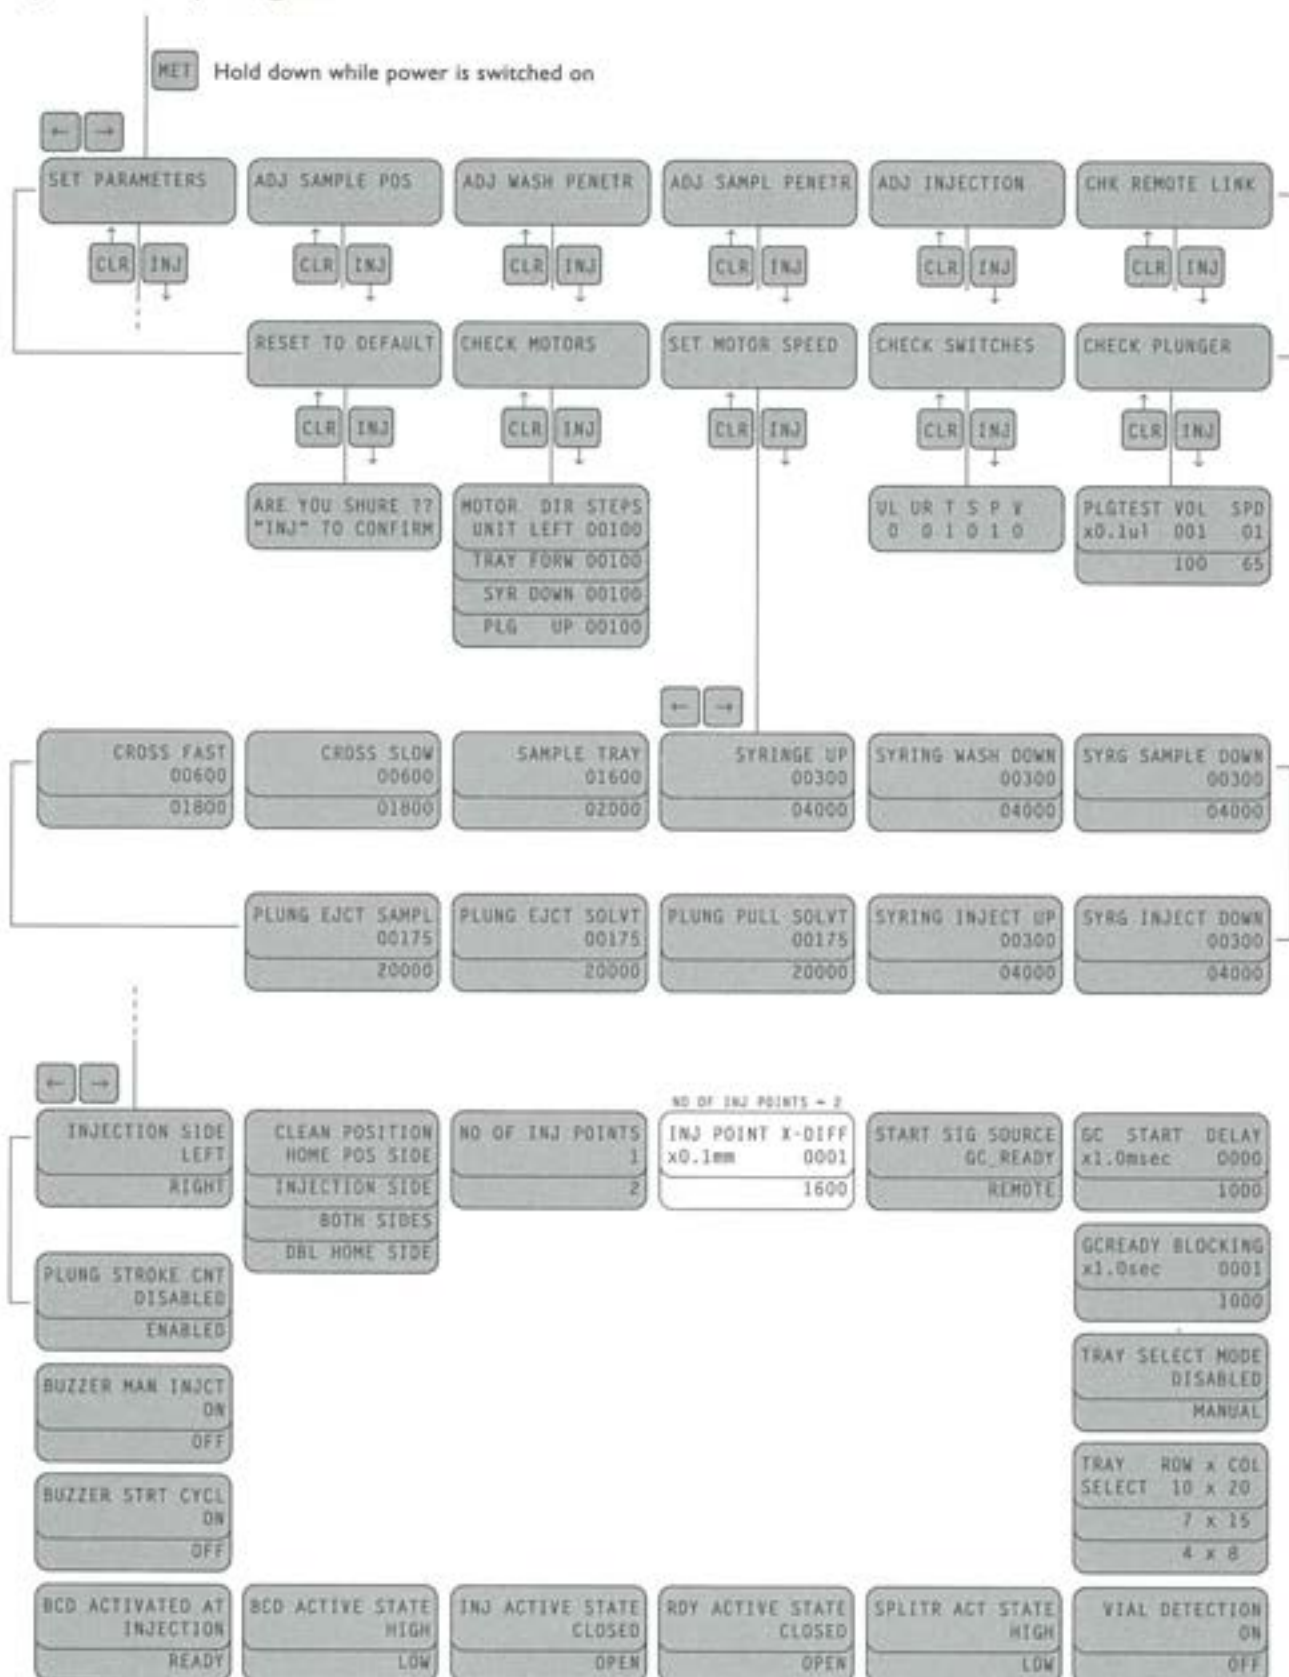 MET Hold down while power is switched on
← →
SET PARAMETERS
ADJ SAMPLE POS
ADJ WASH PENETR
ADJ SAMPL PENETR
ADJ INJECTION
CHK REMOTE LINK
CLR INJ
CLR INJ
CLR INJ
CLR INJ
CLR INJ
CLR INJ
RESET TO DEFAULT
CHECK MOTORS
SET MOTOR SPEED
CHECK SWITCHES
CHECK PLUNGER
CLR INJ
CLR INJ
CLR INJ
CLR INJ
CLR INJ
ARE YOU SHURE ??
"INJ" TO CONFIRM
MOTOR DIR STEPS
UNIT LEFT 00100
TRAY FORW 00100
SYR DOWN 00100
PLG UP 00100
UL UR T S P V
0 0 1 0 1 0
PLGTEST VOL SPD
x0.1ul 001 01
100 65
← →
CROSS FAST
00600
01800
CROSS SLOW
00600
01800
SAMPLE TRAY
01600
02000
SYRINGE UP
00300
04000
SYRING WASH DOWN
00300
04000
SYRG SAMPLE DOWN
00300
04000
PLUNG EJCT SAMPL
00175
20000
PLUNG EJCT SOLVT
00175
20000
PLUNG PULL SOLVT
00175
20000
SYRING INJECT UP
00300
04000
SYRG INJECT DOWN
00300
04000
← →
INJECTION SIDE
LEFT
RIGHT
CLEAN POSITION
HOME POS SIDE
INJECTION SIDE
BOTH SIDES
DBL HOME SIDE
NO OF INJ POINTS
1
2
NO OF INJ POINTS = 2
INJ POINT X-DIFF
x0.1mm 0001
1600
START SIG SOURCE
GC_READY
REMOTE
GC START DELAY
x1.0msec 0000
1000
PLUNG STROKE CNT
DISABLED
ENABLED
GCREADY BLOCKING
x1.0sec 0001
1000
BUZZER MAN INJCT
ON
OFF
TRAY SELECT MODE
DISABLED
MANUAL
BUZZER STRT CYCL
ON
OFF
TRAY ROW x COL
SELECT 10 x 20
7 x 15
4 x 8
BCD ACTIVATED AT
INJECTION
READY
BCD ACTIVE STATE
HIGH
LOW
INJ ACTIVE STATE
CLOSED
OPEN
RDY ACTIVE STATE
CLOSED
OPEN
SPLITR ACT STATE
HIGH
LOW
VIAL DETECTION
ON
OFF